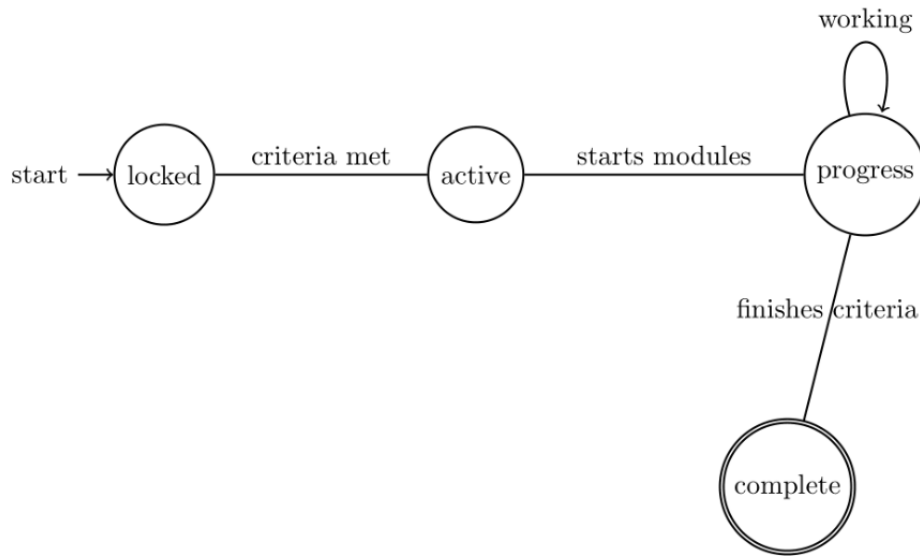 working
start
locked
criteria met
active
starts modules
progress
finishes criteria
complete